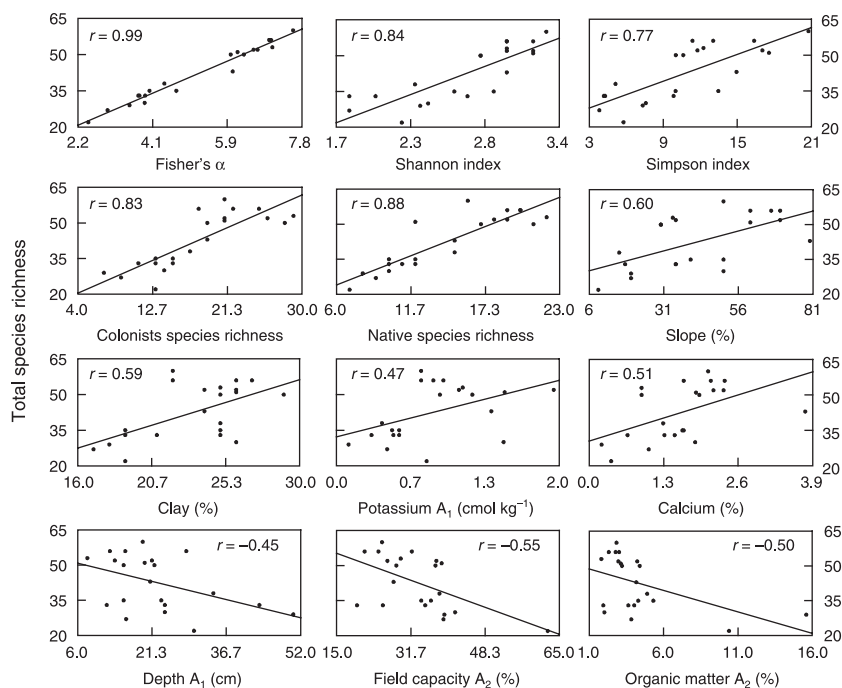 65 r = 0.99 r = 0.84 r = 0.77 65
50 50
35 35
20 20
2.2 4.1 5.9 7.8 1.7 2.3 2.8 3.4 3 9 15 21
Fisher's α Shannon index Simpson index
65 r = 0.83 r = 0.88 r = 0.60 65
50 50
35 35
20 20
4.0 12.7 21.3 30.0 6.0 11.7 17.3 23.0 6 31 56 81
Colonists species richness Native species richness Slope (%)
Total species richness
65 r = 0.59 r = 0.47 r = 0.51 65
50 50
35 35
20 20
16.0 20.7 25.3 30.0 0.0 0.7 1.3 2.0 0.0 1.3 2.6 3.9
Clay (%) Potassium A₁ (cmol kg⁻¹) Calcium (%)
65 r = −0.45 r = −0.55 r = −0.50 65
50 50
35 35
20 20
6.0 21.3 36.7 52.0 15.0 31.7 48.3 65.0 1.0 6.0 11.0 16.0
Depth A₁ (cm) Field capacity A₂ (%) Organic matter A₂ (%)